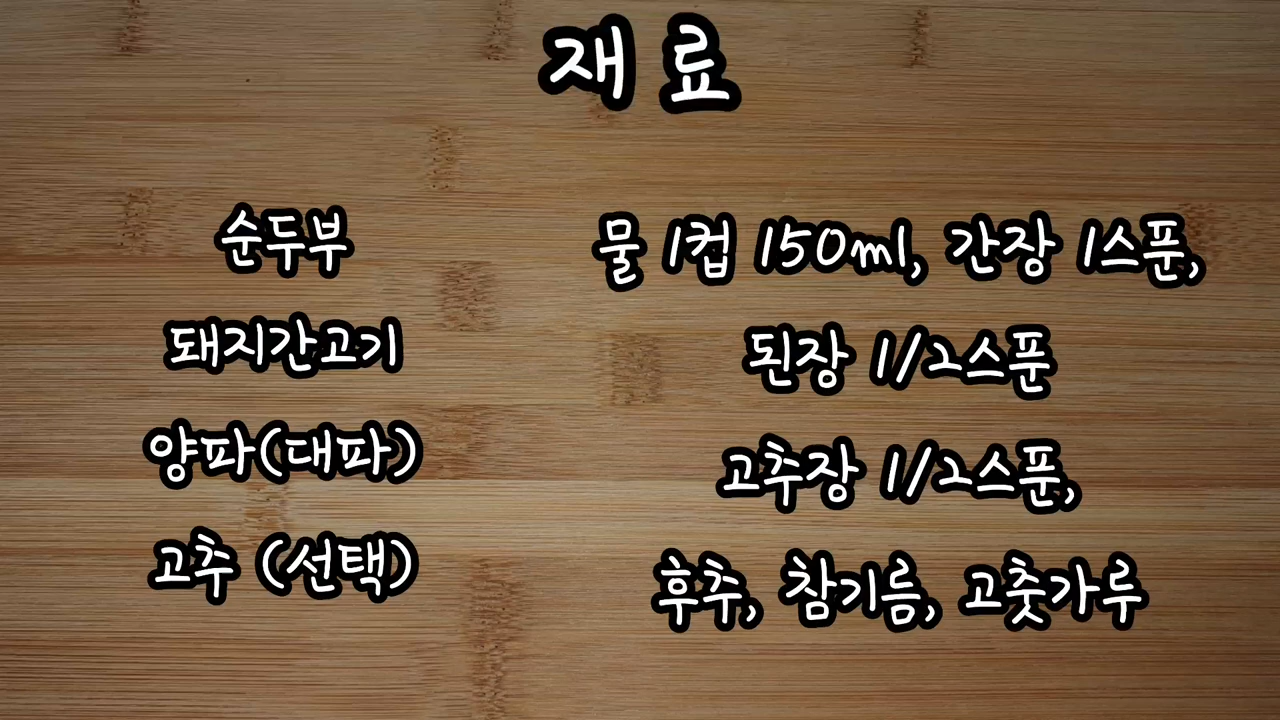 재료
순두부
돼지간고기
양파(대파)
고추 (선택)
물 1컵 150ml, 간장 1스푼,
된장 1/2스푼
고추장 1/2스푼,
후추, 참기름, 고춧가루